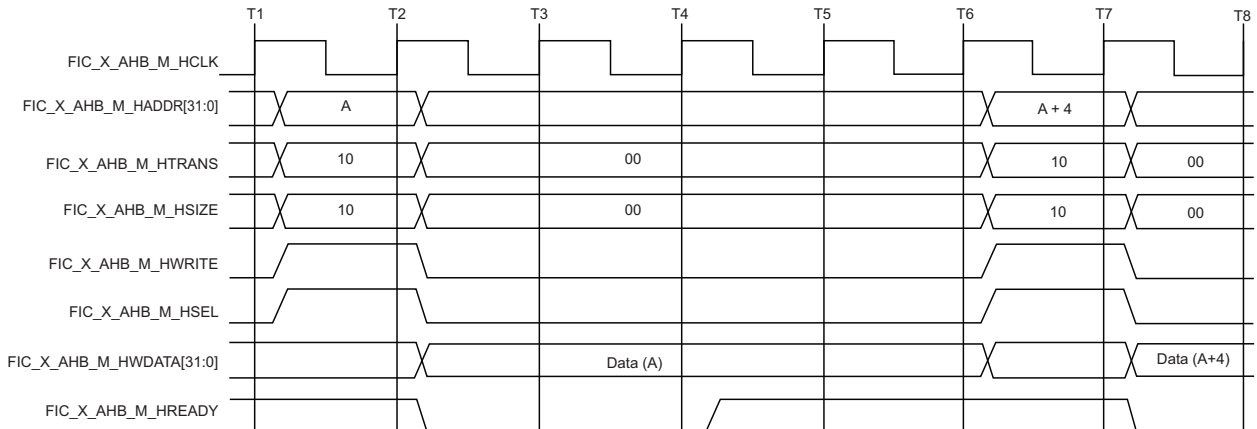 T1 T2 T3 T4 T5 T6 T7 T8
FIC_X_AHB_M_HCLK
FIC_X_AHB_M_HADDR[31:0] A A + 4
FIC_X_AHB_M_HTRANS 10 00 10 00
FIC_X_AHB_M_HSIZE 10 00 10 00
FIC_X_AHB_M_HWRITE
FIC_X_AHB_M_HSEL
FIC_X_AHB_M_HWDATA[31:0] Data (A) Data (A+4)
FIC_X_AHB_M_HREADY